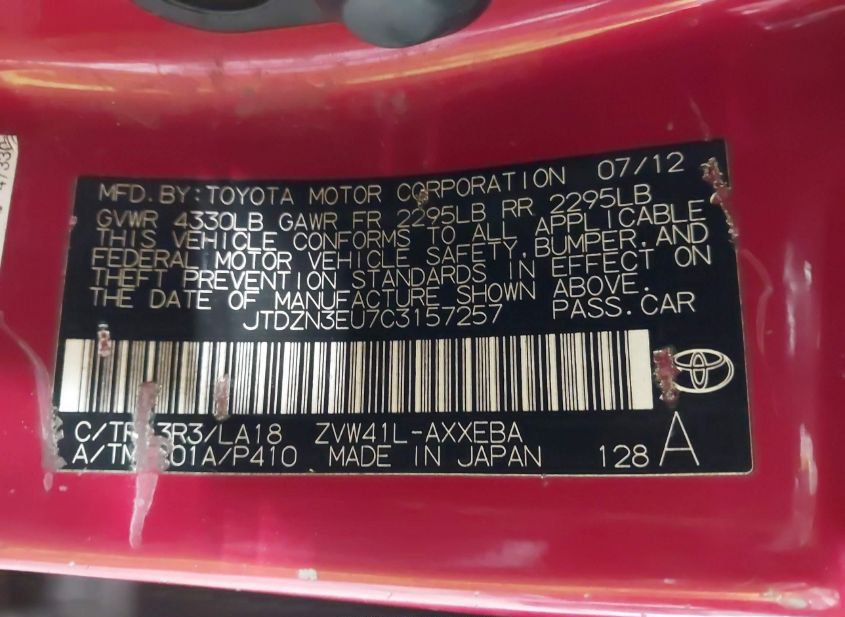 07/12
MFD.BY:TOYOTA MOTOR CORPORATION
GVWR 4330LB GAWR FR 2295LB RR 2295LB
THIS VEHICLE CONFORMS TO ALL APPLICABLE
FEDERAL MOTOR VEHICLE SAFETY,BUMPER,AND
THEFT PREVENTION STANDARDS IN EFFECT ON
THE DATE OF MANUFACTURE SHOWN ABOVE.
JTDZN3EU7C3157257 PASS.CAR
3R3/LA18 ZVW41L-AXXEBA
01A/P410 MADE IN JAPAN 128 A